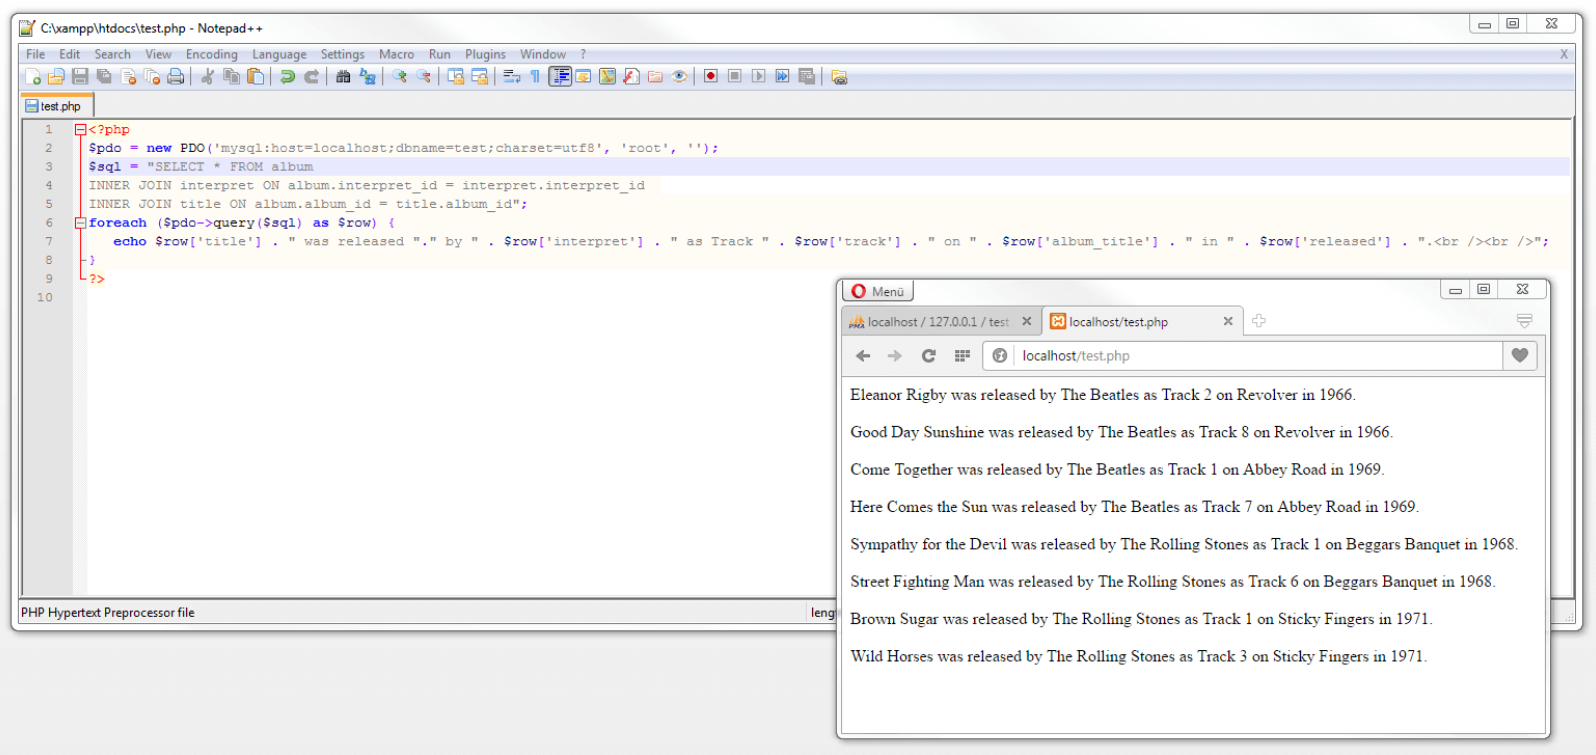 C:\xampp\htdocs\test.php - Notepad++
File Edit Search View Encoding Language Settings Macro Run Plugins Window ? X
test.php
1 <?php
2 $pdo = new PDO('mysql:host=localhost;dbname=test;charset=utf8', 'root', '');
3 $sql = "SELECT * FROM album
4 INNER JOIN interpret ON album.interpret_id = interpret.interpret_id
5 INNER JOIN title ON album.album_id = title.album_id";
6 foreach ($pdo->query($sql) as $row) {
7 echo $row['title'] . " was released "." by " . $row['interpret'] . " as Track " . $row['track'] . " on " . $row['album_title'] . " in " . $row['released'] . ".<br /><br />";
8 }
9 ?>
10
PHP Hypertext Preprocessor file leng
Menü
PMA localhost / 127.0.0.1 / test localhost/test.php
localhost/test.php
Eleanor Rigby was released by The Beatles as Track 2 on Revolver in 1966.
Good Day Sunshine was released by The Beatles as Track 8 on Revolver in 1966.
Come Together was released by The Beatles as Track 1 on Abbey Road in 1969.
Here Comes the Sun was released by The Beatles as Track 7 on Abbey Road in 1969.
Sympathy for the Devil was released by The Rolling Stones as Track 1 on Beggars Banquet in 1968.
Street Fighting Man was released by The Rolling Stones as Track 6 on Beggars Banquet in 1968.
Brown Sugar was released by The Rolling Stones as Track 1 on Sticky Fingers in 1971.
Wild Horses was released by The Rolling Stones as Track 3 on Sticky Fingers in 1971.